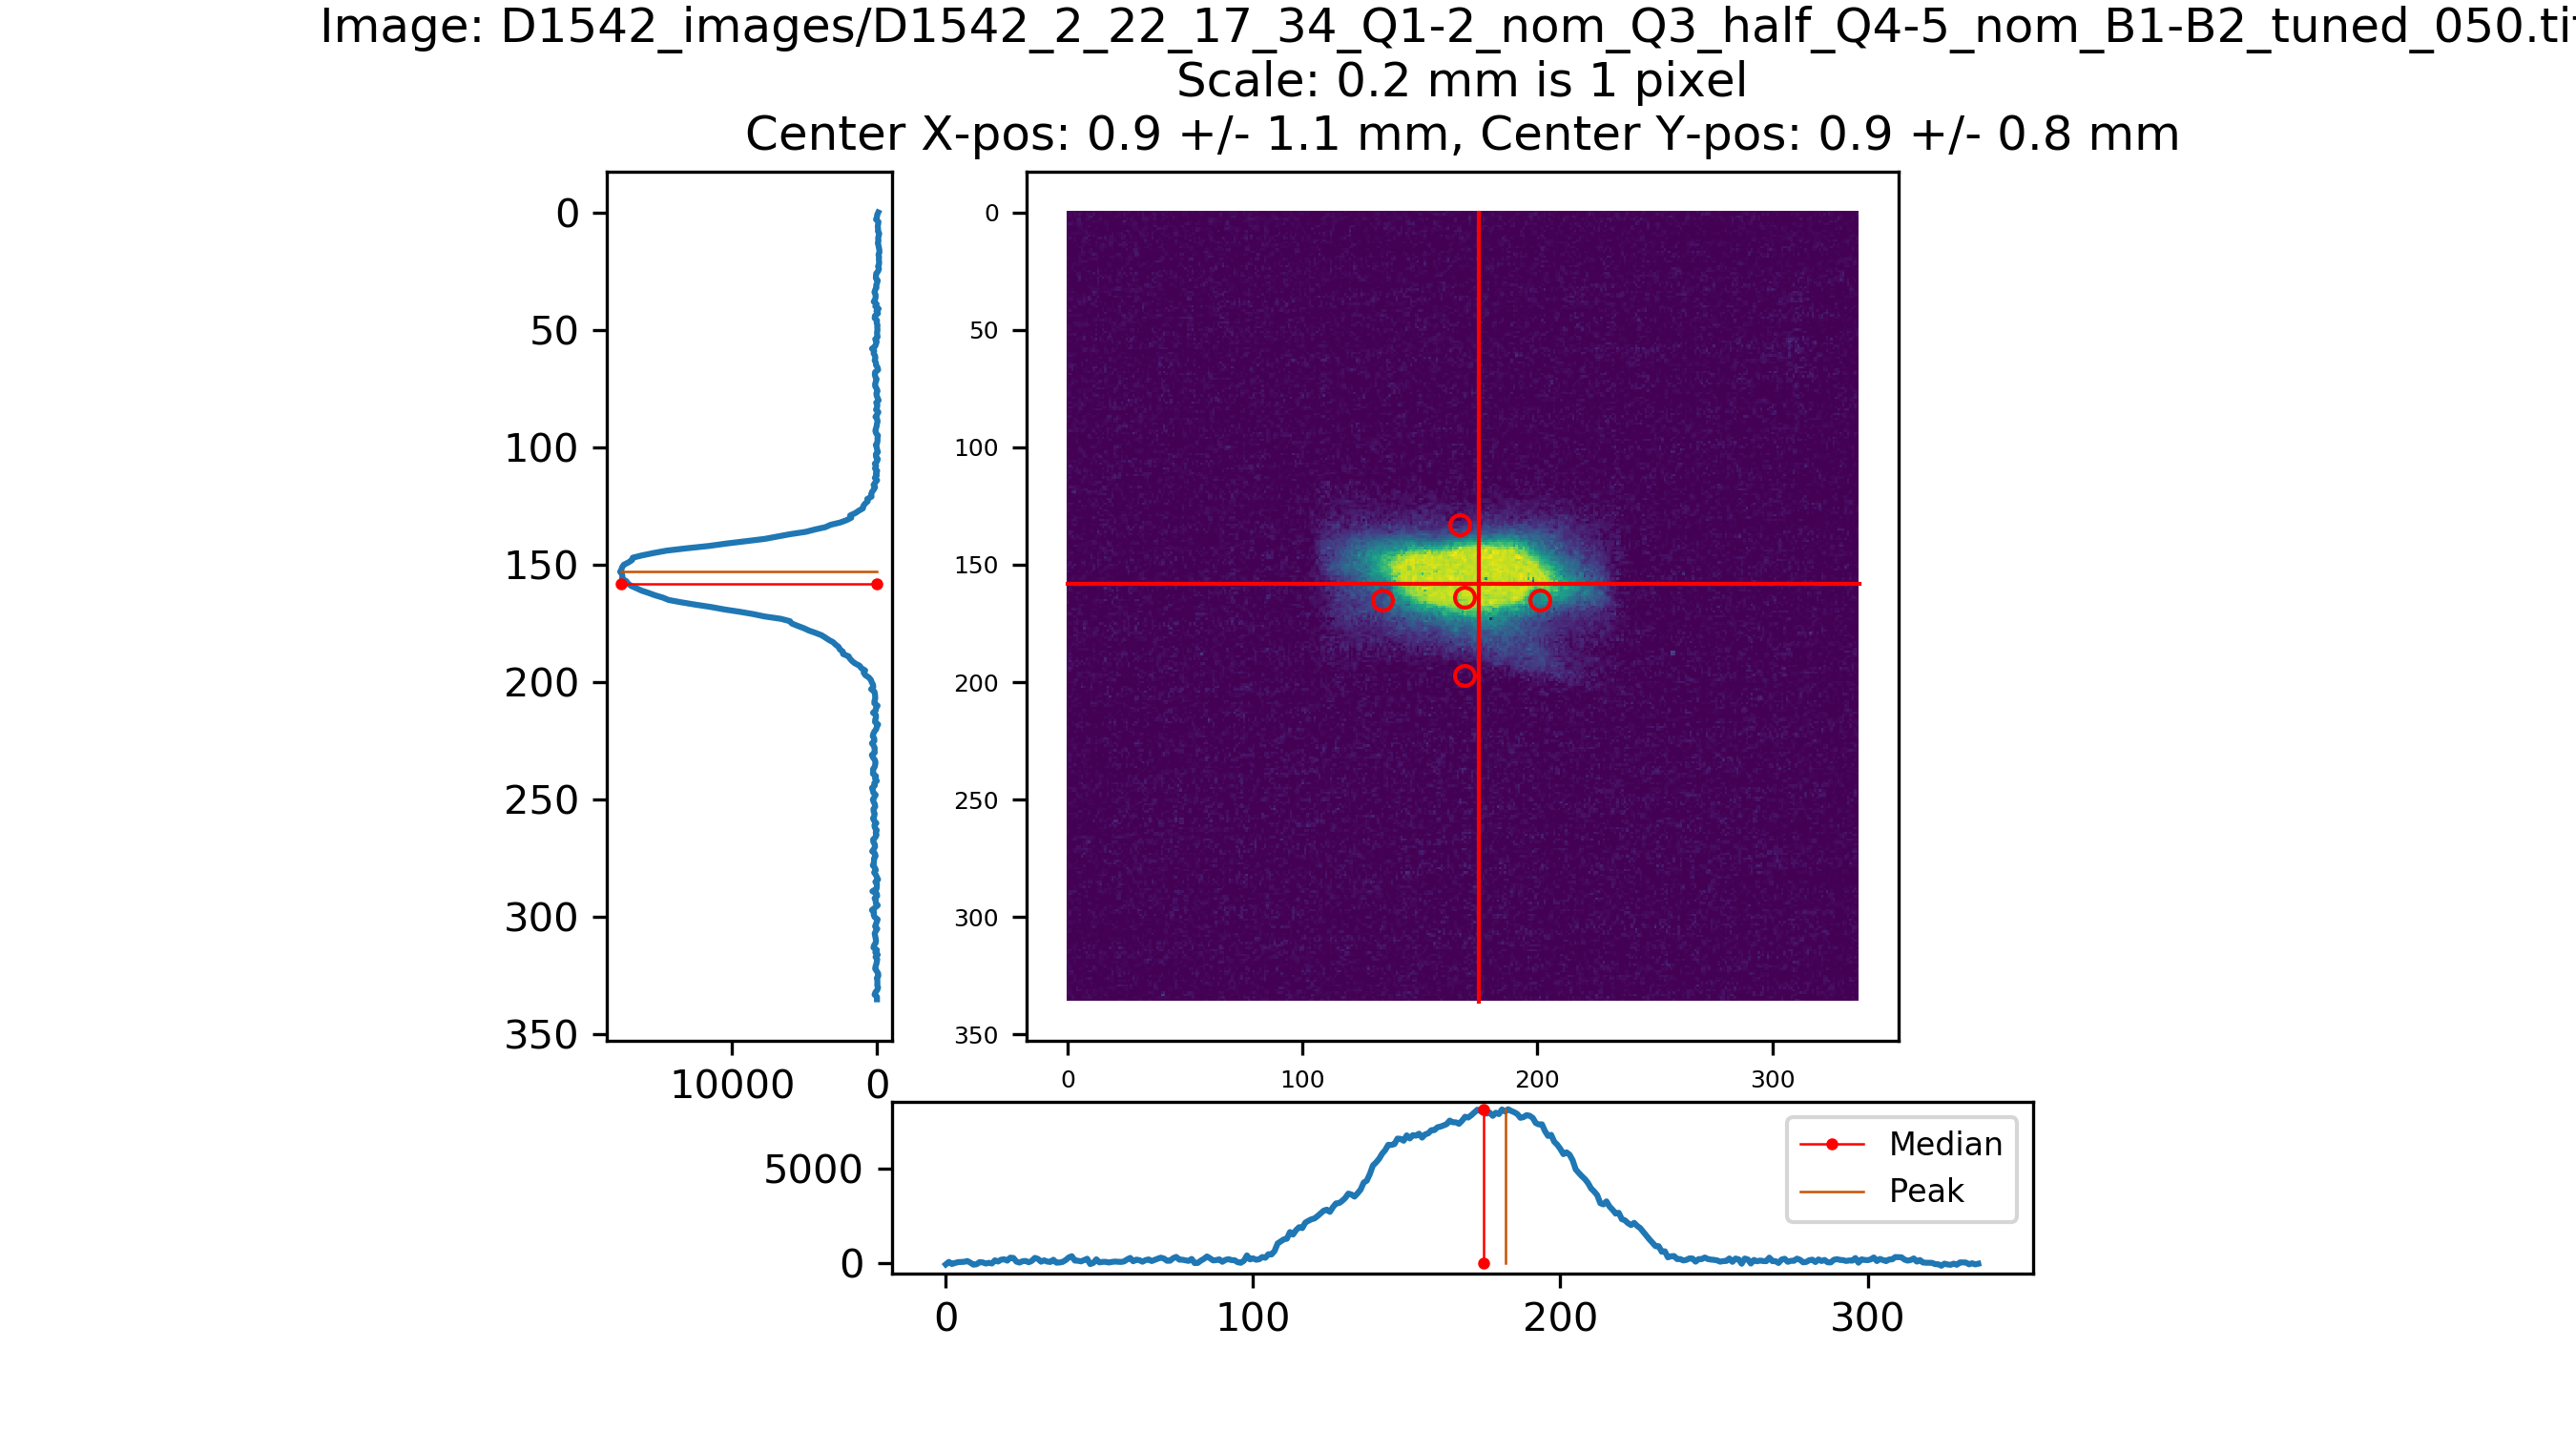 Image: D1542_images/D1542_2_22_17_34_Q1-2_nom_Q3_half_Q4-5_nom_B1-B2_tuned_050.ti
Scale: 0.2 mm is 1 pixel
Center X-pos: 0.9 +/- 1.1 mm, Center Y-pos: 0.9 +/- 0.8 mm
0
50
100
150
200
250
300
350
10000 0
0
50
100
150
200
250
300
350
0 100 200 300
5000
0
0 100 200 300
Median
Peak